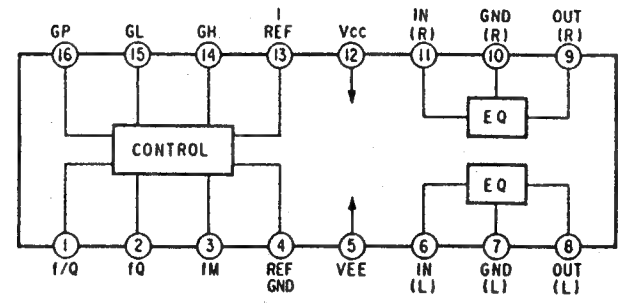 I IN GND OUT
GP GL GH REF Vcc (R) (R) (R)
16 15 14 13 12 11 10 9
EQ
CONTROL
EQ
1 2 3 4 5 6 7 8
f/Q fQ fM REF VEE IN GND OUT
GND (L) (L) (L)